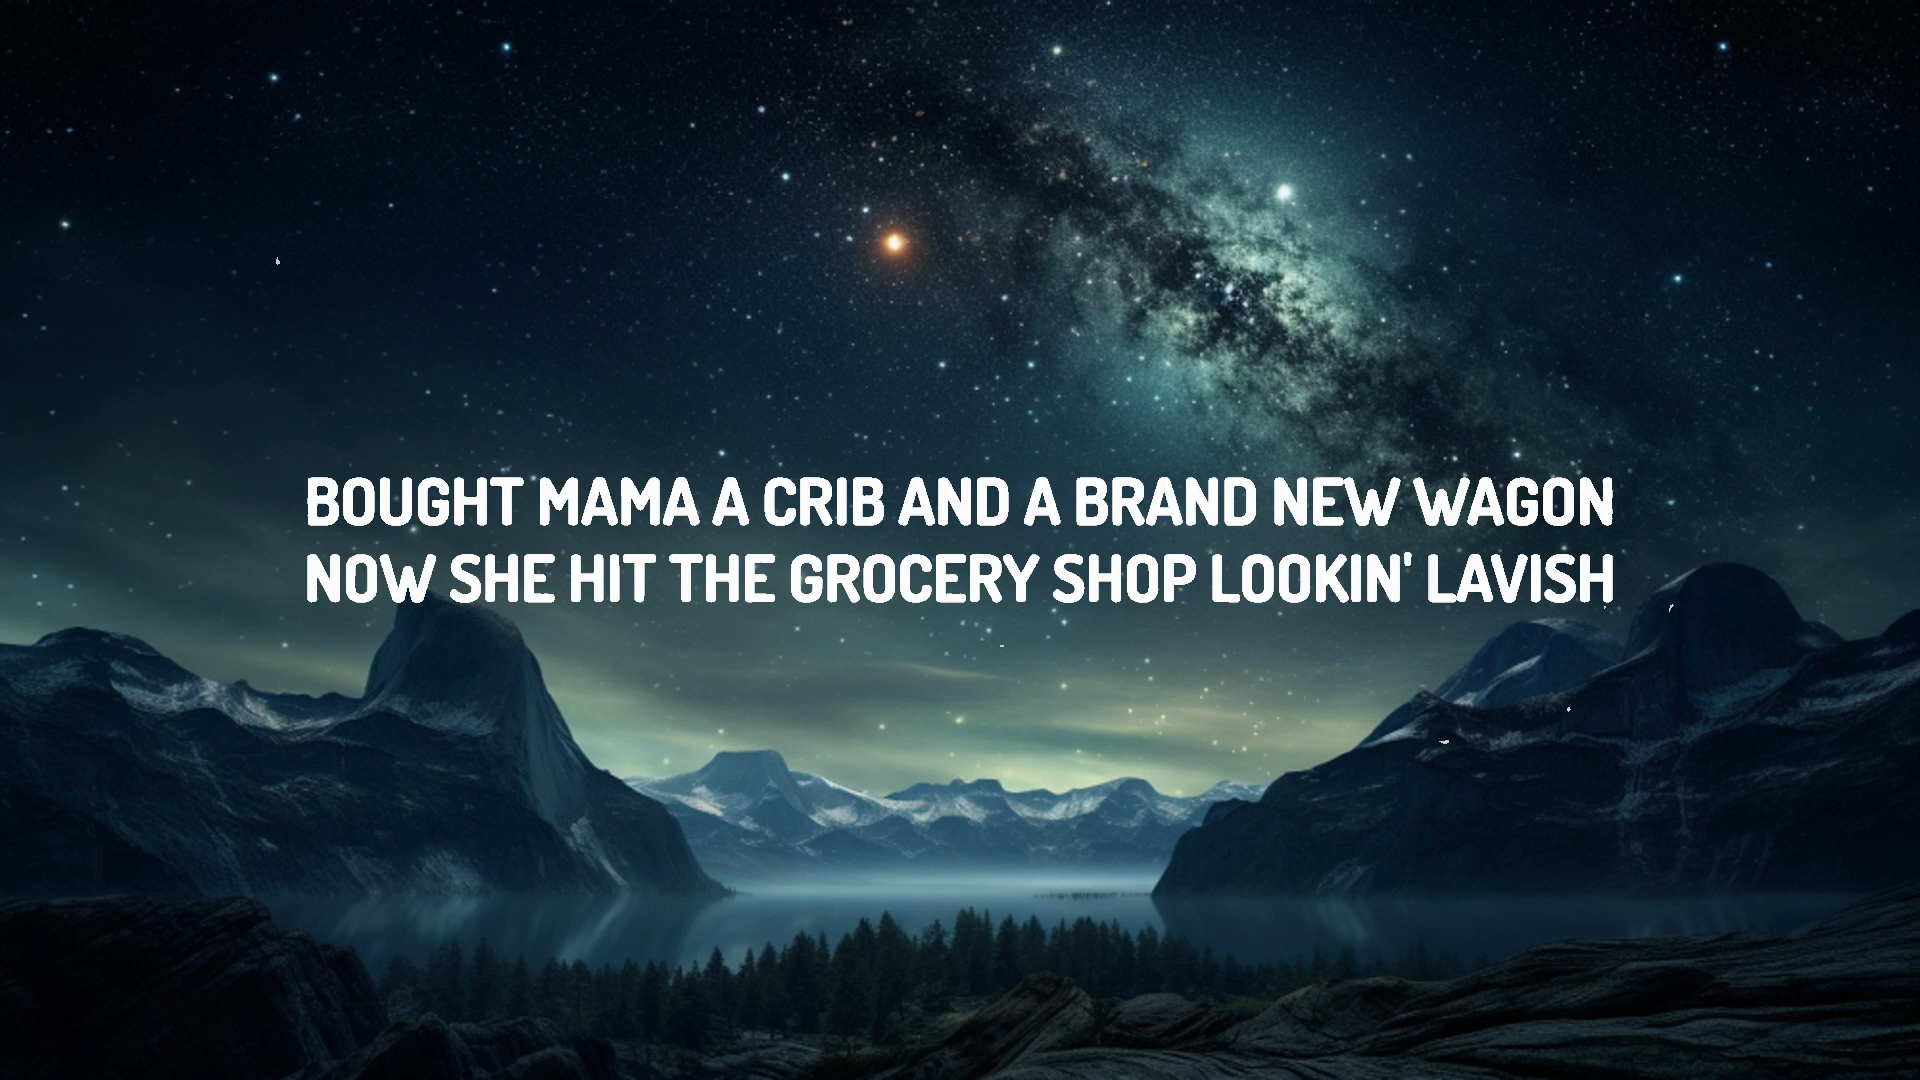 BOUGHT MAMA A CRIB AND A BRAND NEW WAGON
NOW SHE HIT THE GROCERY SHOP LOOKIN' LAVISH